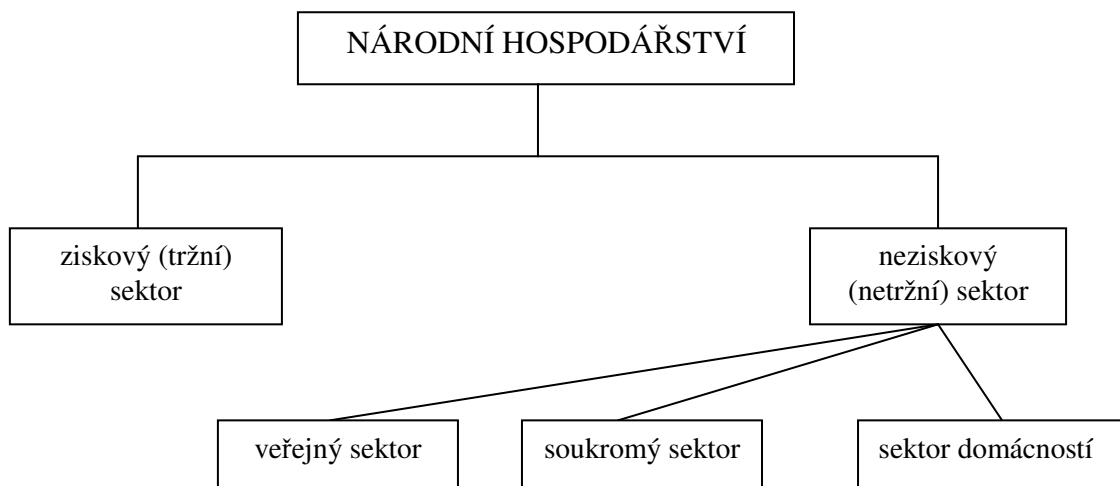 NÁRODNÍ HOSPODÁŘSTVÍ
ziskový (tržní)
sektor
neziskový
(netržní) sektor
veřejný sektor
soukromý sektor
sektor domácností